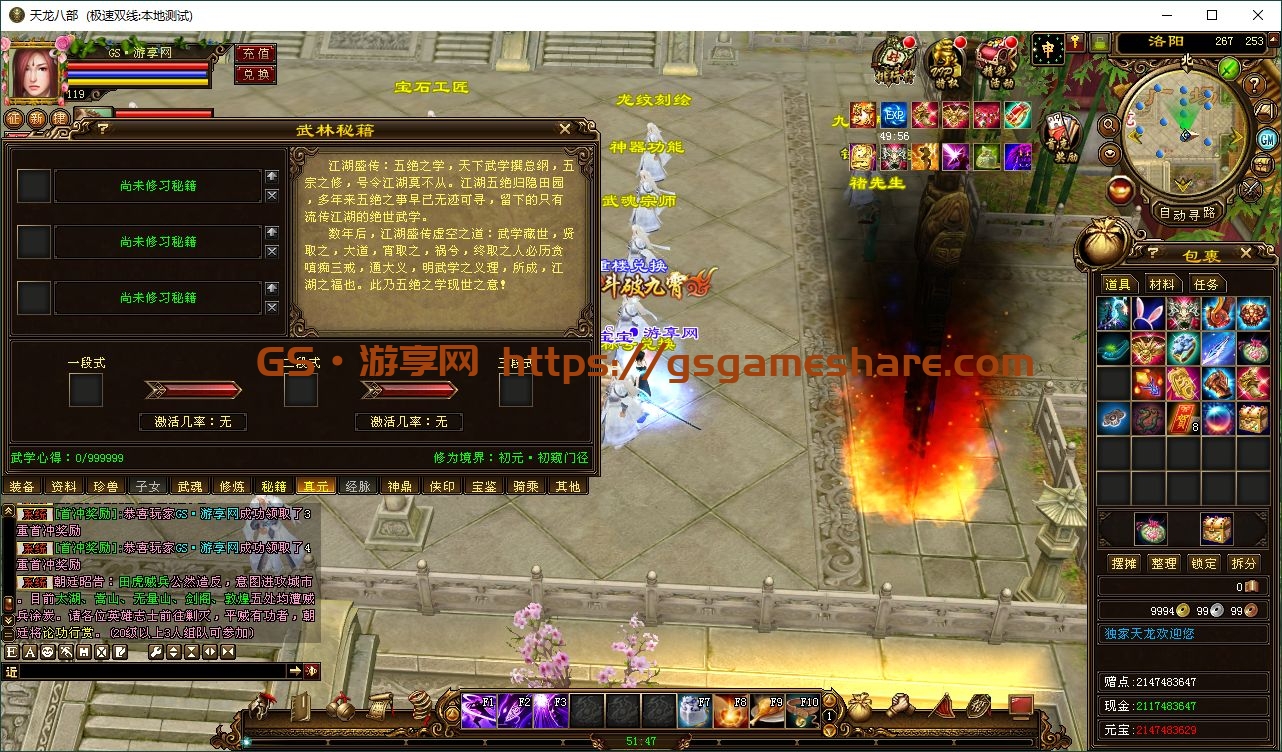 天龙八部 (极速双线:本地测试)
GS·游享网
充值
兑换
119
征
新
建
宝石工匠
龙纹刻绘
神器功能
武魂宗师
褚先生
斗破九霄
游享网
排行榜
特权
精彩
活动
申
洛阳
267 253
北
GM
奖励
自动寻路
EXP
49:56
? 武林秘籍
尚未修习秘籍
尚未修习秘籍
尚未修习秘籍
江湖盛传：五绝之学，天下武学撰总纲，五
宗之修，号令江湖莫不从。江湖五绝归隐田园
，多年来五绝之事早已无迹可寻，留下的只有
流传江湖的绝世武学。
数年后，江湖盛传虚空之道：武学藏世，贤
取之，大道，宵取之，祸兮，终取之人必历贪
嗔痴三戒，通大义，明武学之义理，所成，江
湖之福也。此乃五绝之学现世之意!
一段式
二段式
三段式
激活几率：无
激活几率：无
武学心得：0/999999
修为境界：初元·初窥门径
GS·游享网 https://gsgameshare.com
装备 资料 珍兽 子女 武魂 修炼 秘籍 真元 经脉 神鼎 侠印 宝鉴 骑乘 其他
系统 [首冲奖励]:恭喜玩家GS·游享网成功领取了3
重首冲奖励
系统 [首冲奖励]:恭喜玩家GS·游享网成功领取了4
重首冲奖励
系统 朝廷昭告：田虎贼兵公然造反，意图进攻城市
。目前太湖、嵩山、无量山、剑阁、敦煌五处均遭贼
兵涂炭。请各位英雄志士前往剿灭，平贼有功者，朝
廷将论功行赏。(20级以上3人组队可参加)
近
F1 F2 F3 F7 F8 F9 F10
1
51:47
? 包裹
道具 材料 任务
賀
8
摆摊 整理 锁定 拆分
0
9994 99 99
独家天龙欢迎您
赠点:2147483647
现金:2117483647
元宝:2147483629